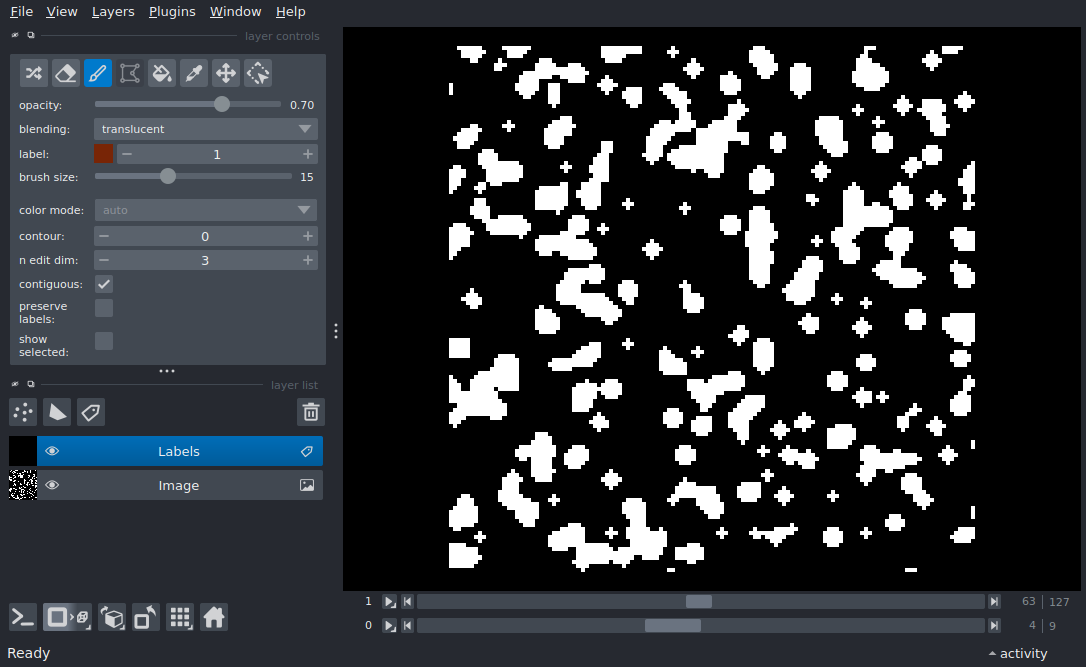 File View Layers Plugins Window Help
layer controls
opacity: 0.70
blending: translucent
label: 1
brush size: 15
color mode: auto
contour: 0
n edit dim: 3
contiguous:
preserve
labels:
show
selected:
layer list
Labels
Image
1 63 127
0 4 9
Ready activity